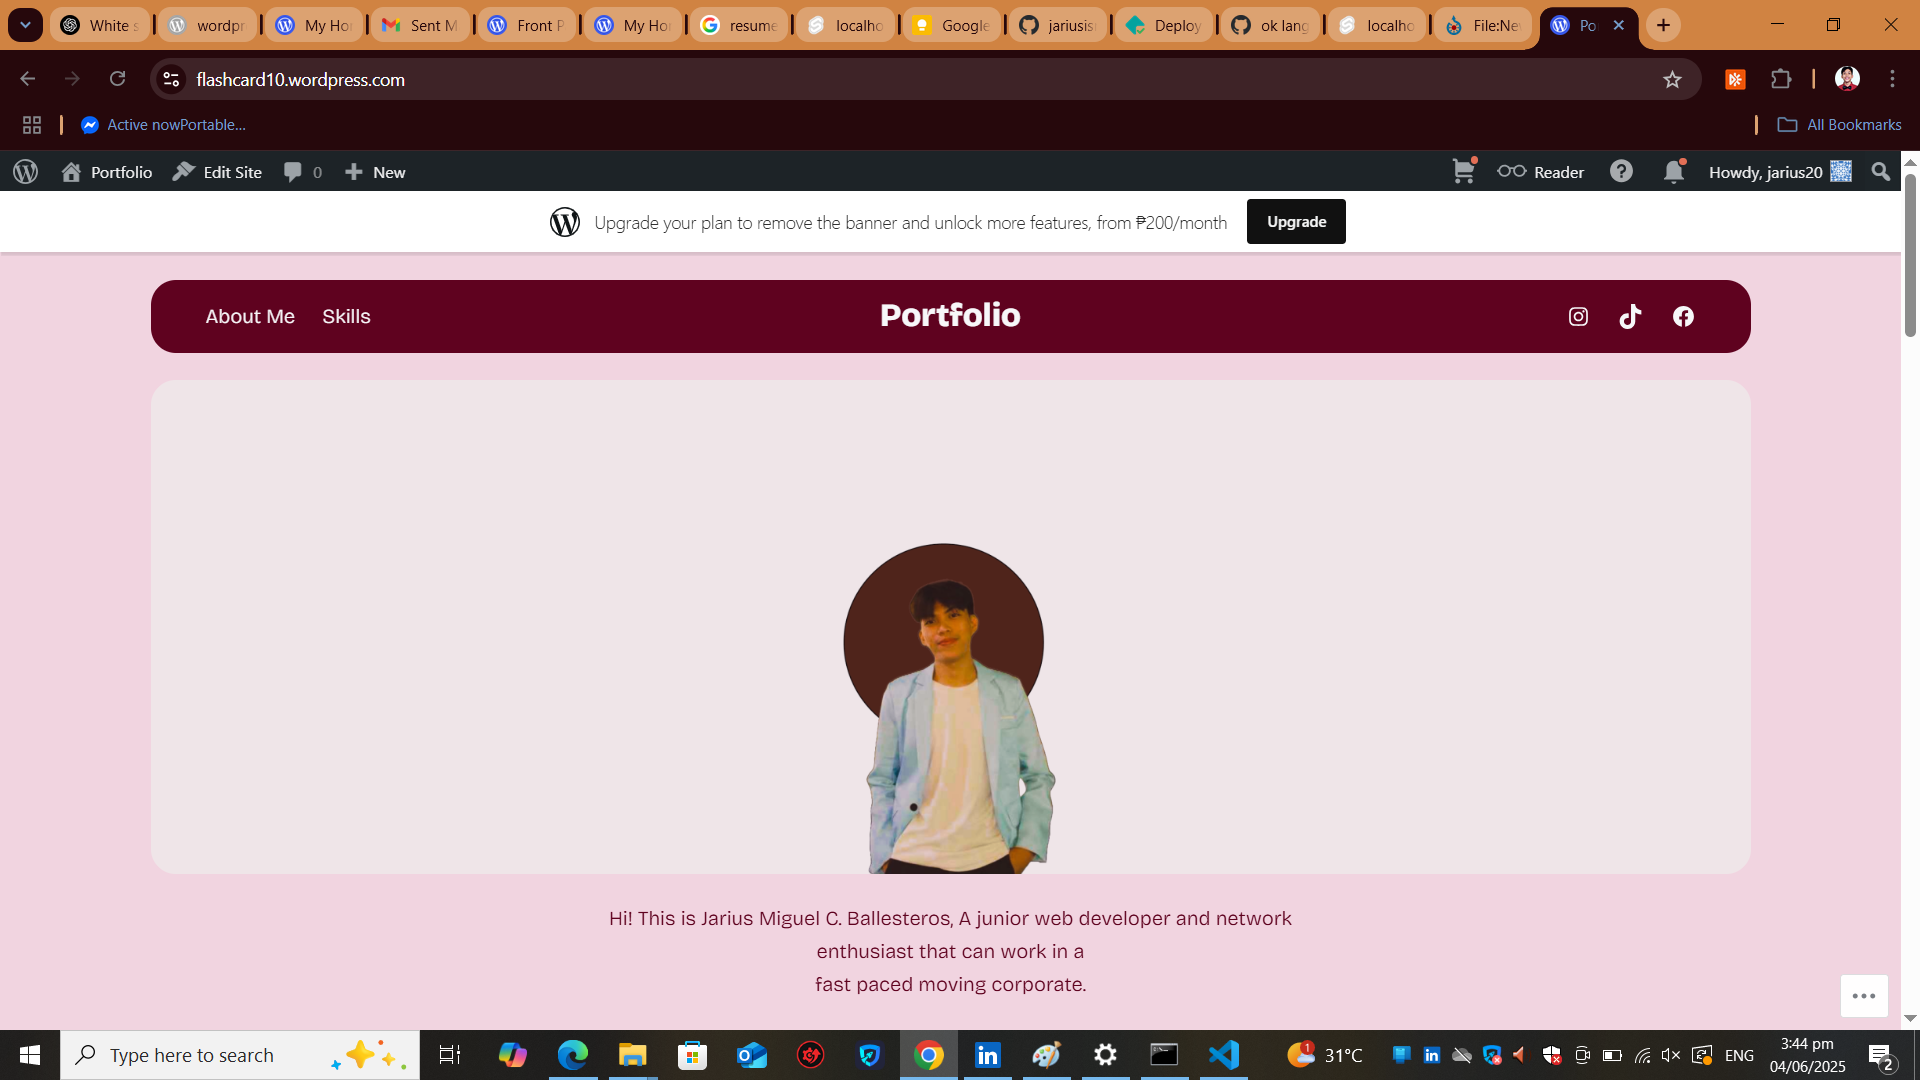 White s
wordpr
My Ho
Sent M
Front P
My Ho
resume
localho
Google
jariusis
Deploy
ok lang
localho
File:Ne
Po
flashcard10.wordpress.com
Active nowPortable...
All Bookmarks
Portfolio
Edit Site
0
New
Reader
Howdy, jarius20
Upgrade your plan to remove the banner and unlock more features, from ₱200/month
Upgrade
About Me
Skills
Portfolio
Hi! This is Jarius Miguel C. Ballesteros, A junior web developer and network
enthusiast that can work in a
fast paced moving corporate.
Type here to search
1
31°C
ENG
3:44 pm
04/06/2025
2